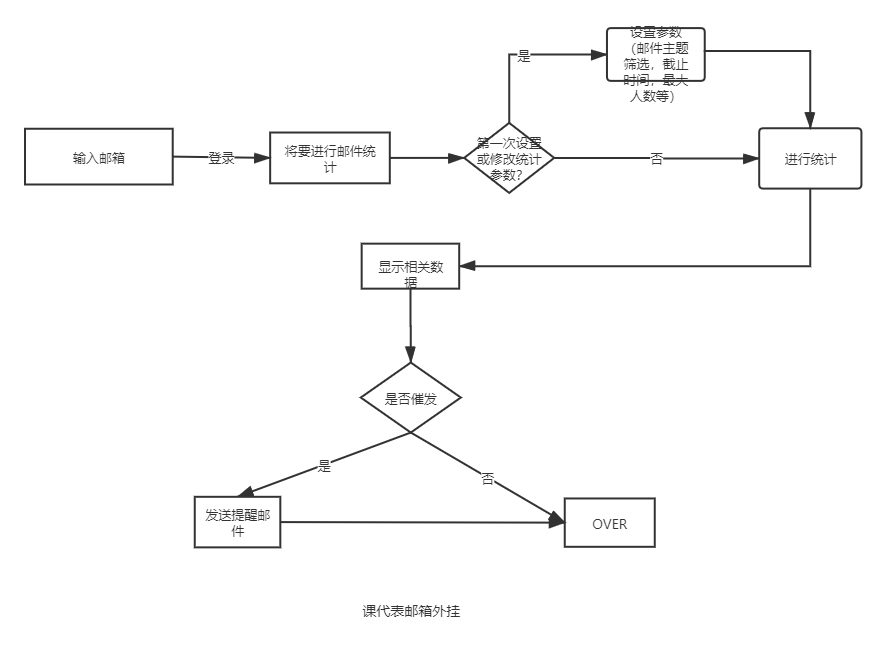 设置参数
（邮件主题
筛选，截止
时间，最大
人数等）
是
输入邮箱
登录
将要进行邮件统
计
第一次设置
或修改统计
参数？
否
进行统计
显示相关数
据
是否催发
是
否
发送提醒邮
件
OVER
课代表邮箱外挂